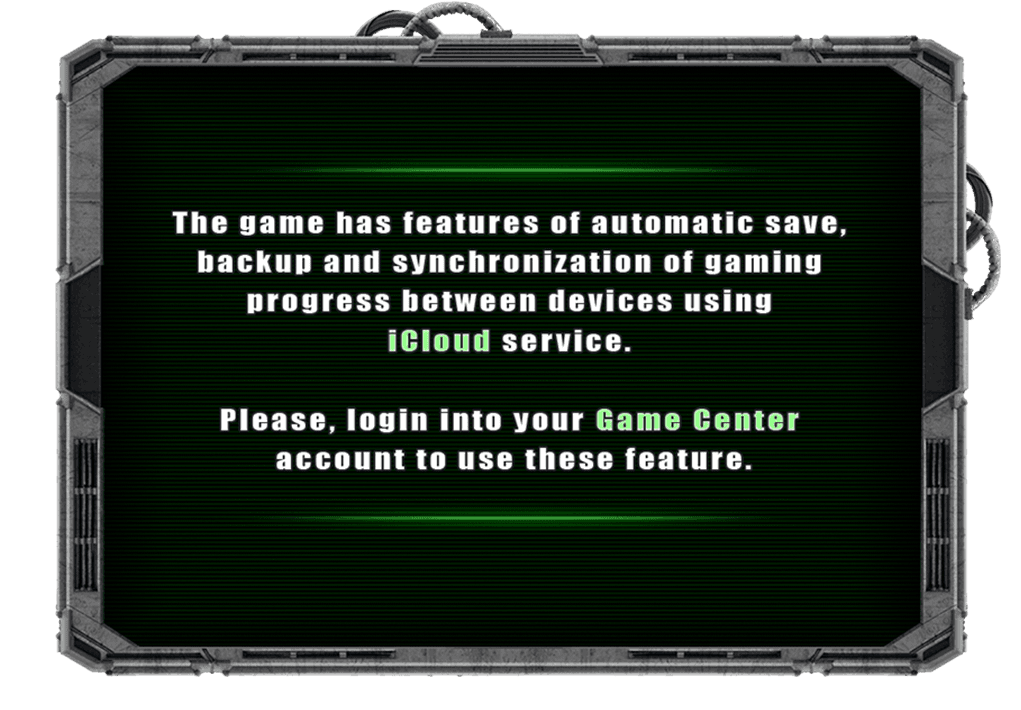 The game has features of automatic save,
backup and synchronization of gaming
progress between devices using
iCloud service.
Please, login into your Game Center
account to use these feature.